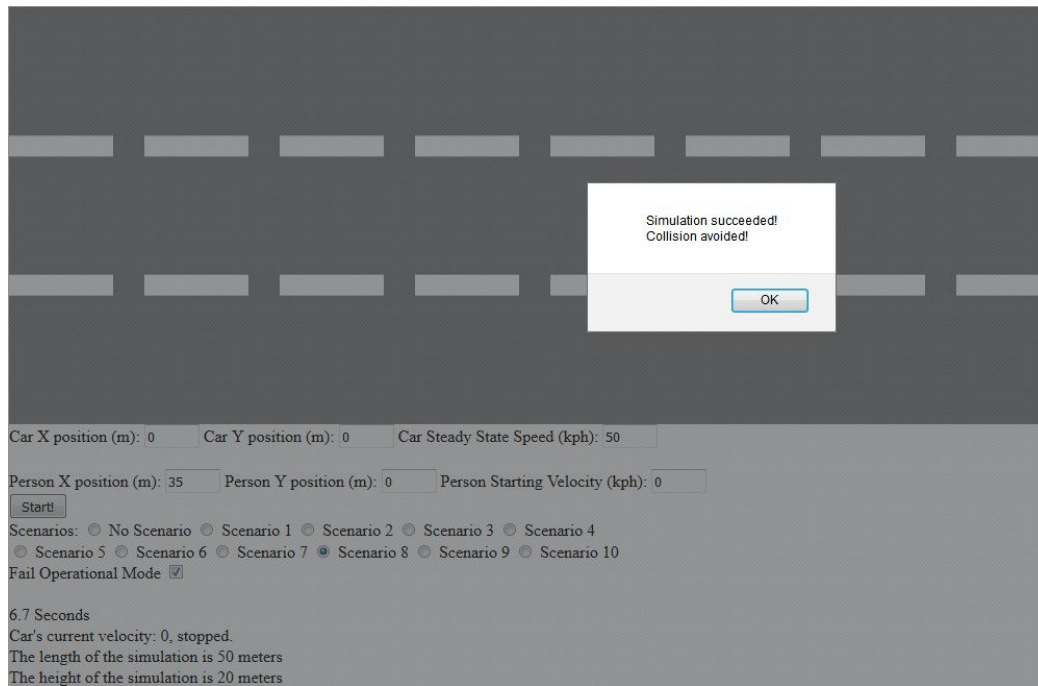 Simulation succeeded!
Collision avoided!
OK
Car X position (m): 0 Car Y position (m): 0 Car Steady State Speed (kph): 50
Person X position (m): 35 Person Y position (m): 0 Person Starting Velocity (kph): 0
Start!
Scenarios: No Scenario Scenario 1 Scenario 2 Scenario 3 Scenario 4
Scenario 5 Scenario 6 Scenario 7 Scenario 8 Scenario 9 Scenario 10
Fail Operational Mode
6.7 Seconds
Car's current velocity: 0, stopped.
The length of the simulation is 50 meters
The height of the simulation is 20 meters